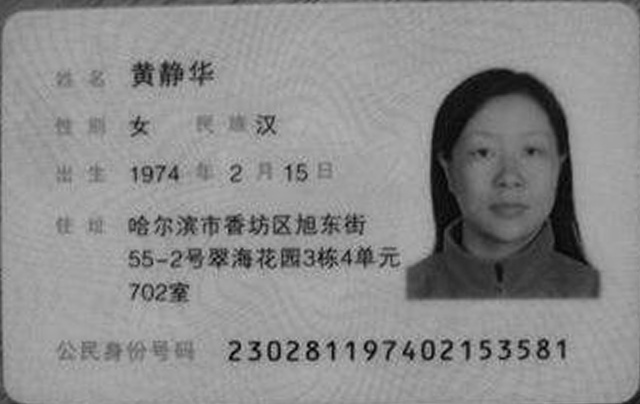 姓名 黄静华
性别 女 民族 汉
出生 1974 年 2 月 15 日
住址 哈尔滨市香坊区旭东街
55-2号翠海花园3栋4单元
702室
公民身份号码 230281197402153581